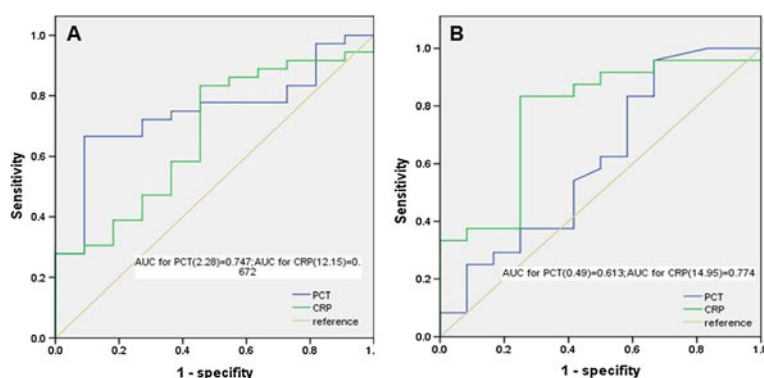 A
B
1.0
0.8
0.6
0.4
0.2
0.0
Sensitivity
AUC for PCT(2.28)=0.747;AUC for CRP(12.15)=0.
672
PCT
CRP
reference
0.0 0.2 0.4 0.6 0.8 1.
1 - specifity
1.0
0.8
0.6
0.4
0.2
0.0
Sensitivity
AUC for PCT(0.49)=0.613;AUC for CRP(14.95)=0.774
PCT
CRP
reference
0.0 0.2 0.4 0.6 0.8 1.0
1 - specifity